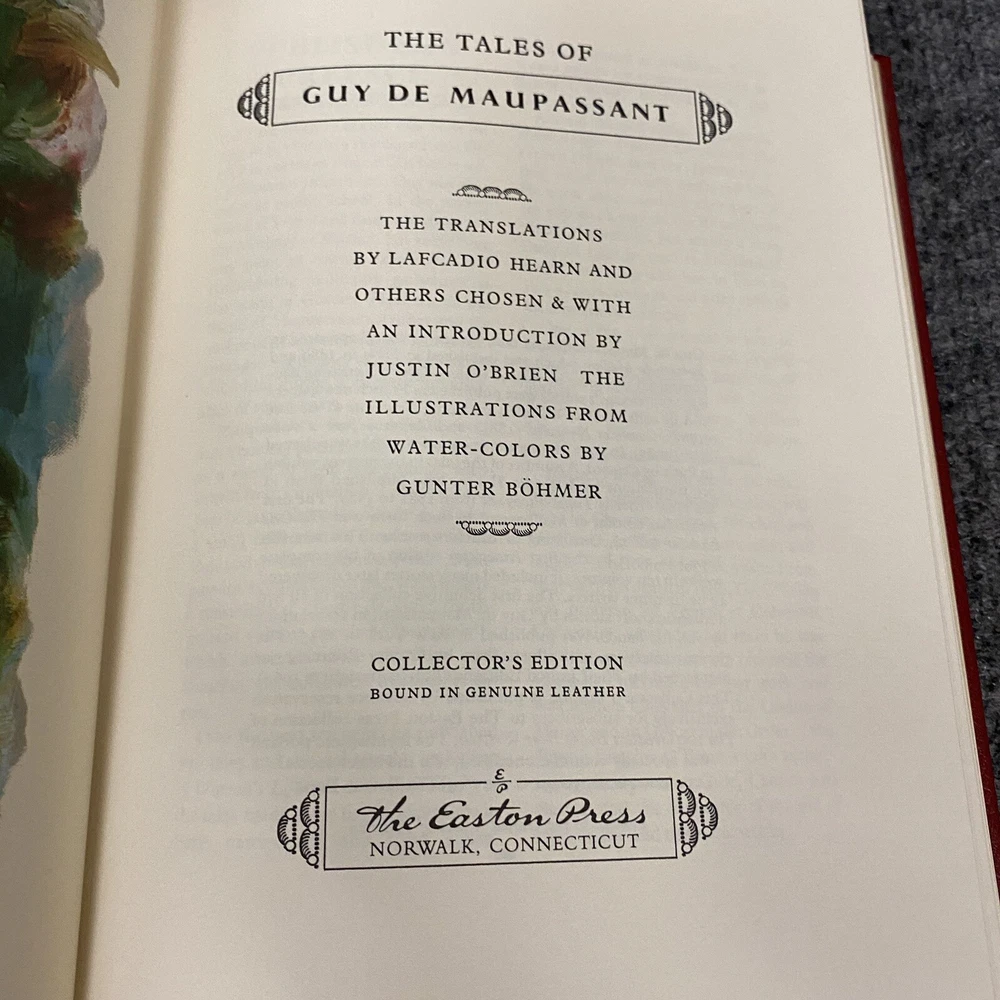 THE TALES OF
GUY DE MAUPASSANT
THE TRANSLATIONS
BY LAFCADIO HEARN AND
OTHERS CHOSEN & WITH
AN INTRODUCTION BY
JUSTIN O'BRIEN THE
ILLUSTRATIONS FROM
WATER-COLORS BY
GUNTER BÖHMER
COLLECTOR'S EDITION
BOUND IN GENUINE LEATHER
E
P
The Easton Press
NORWALK, CONNECTICUT